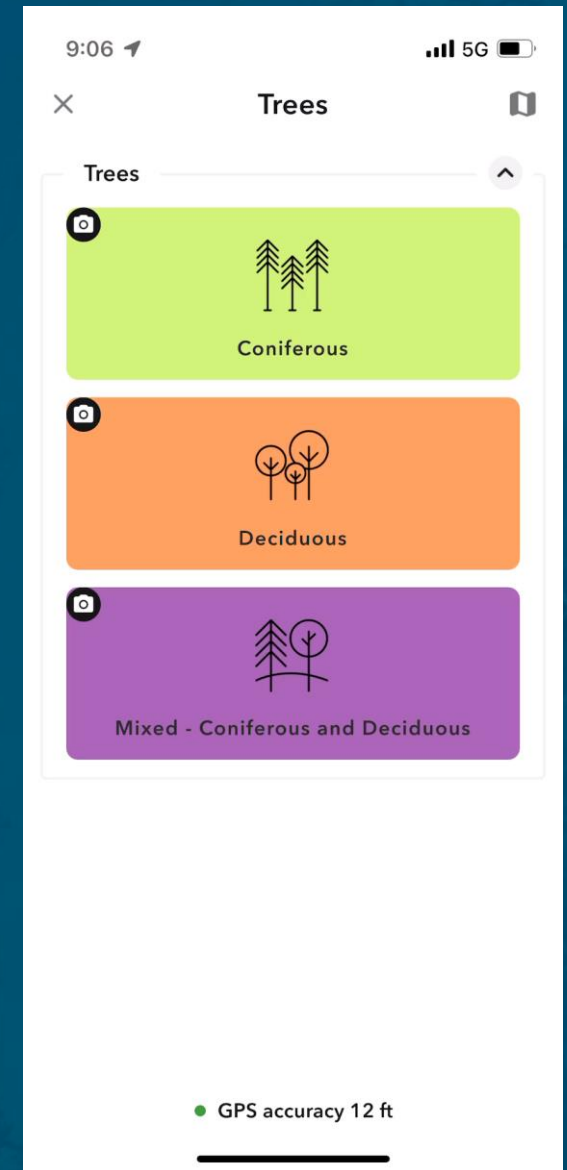 9:06 5G
Trees
Trees
Coniferous
Deciduous
Mixed - Coniferous and Deciduous
GPS accuracy 12 ft